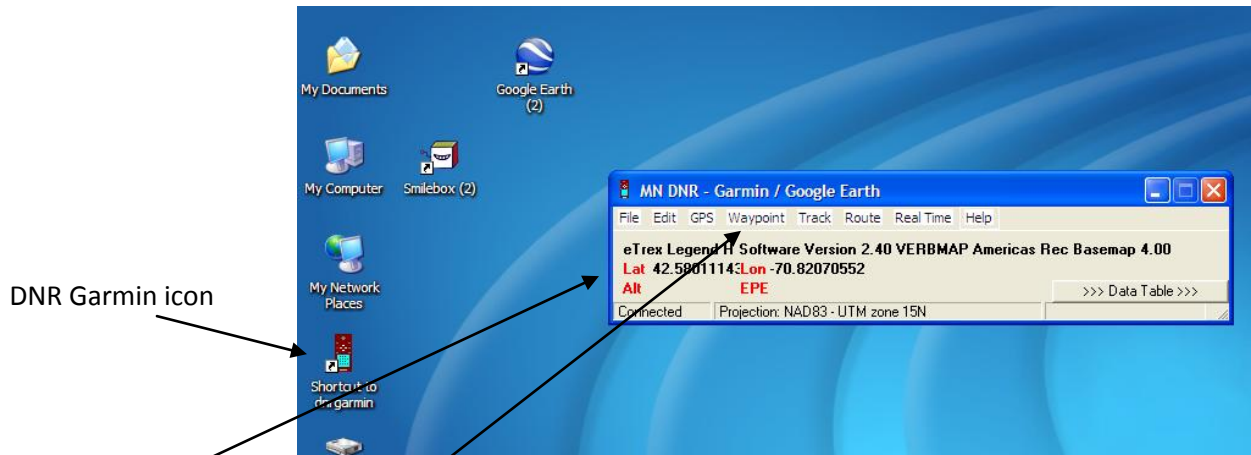 My Documents
Google Earth
(2)
My Computer
Smilebox (2)
MN DNR - Garmin / Google Earth
File Edit GPS Waypoint Track Route Real Time Help
eTrex Legend H Software Version 2.40 VERBMAP Americas Rec Basemap 4.00
Lat 42.58011143 Lon -70.82070552
Alt EPE
>>> Data Table >>>
Connected Projection: NAD83 - UTM zone 15N
My Network
Places
DNR Garmin icon
Shortcut to
dnrgarmin